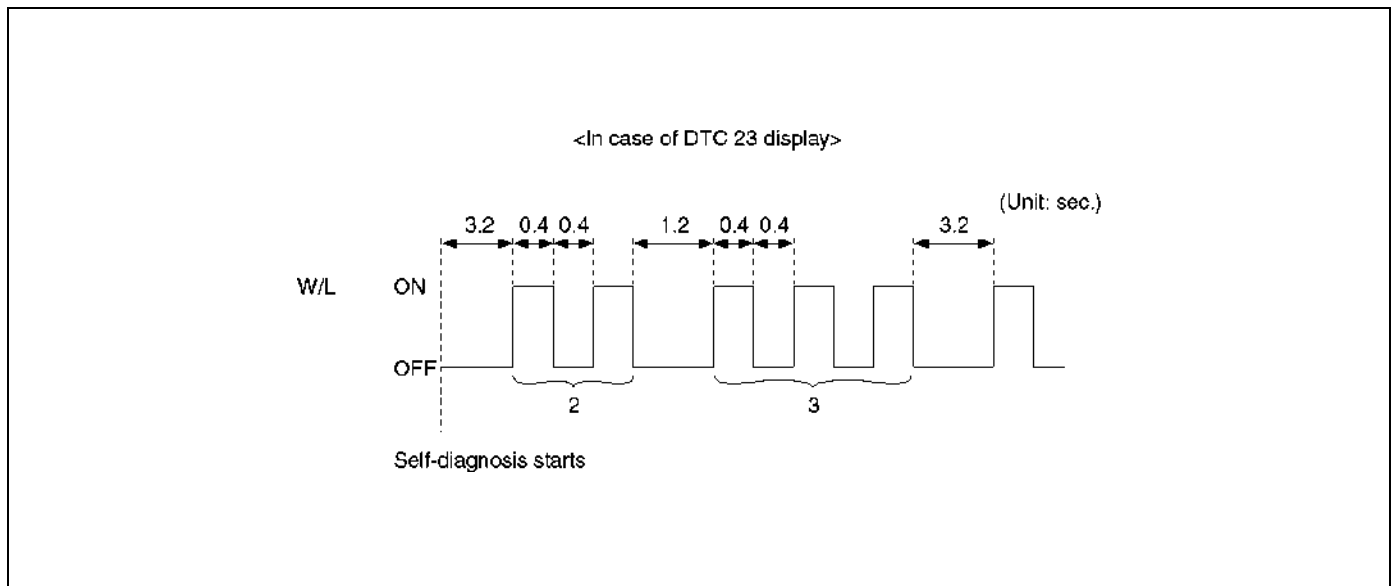 <In case of DTC 23 display>
(Unit: sec.)
3.2 0.4 0.4 1.2 0.4 0.4 3.2
W/L ON
OFF
2 3
Self-diagnosis starts